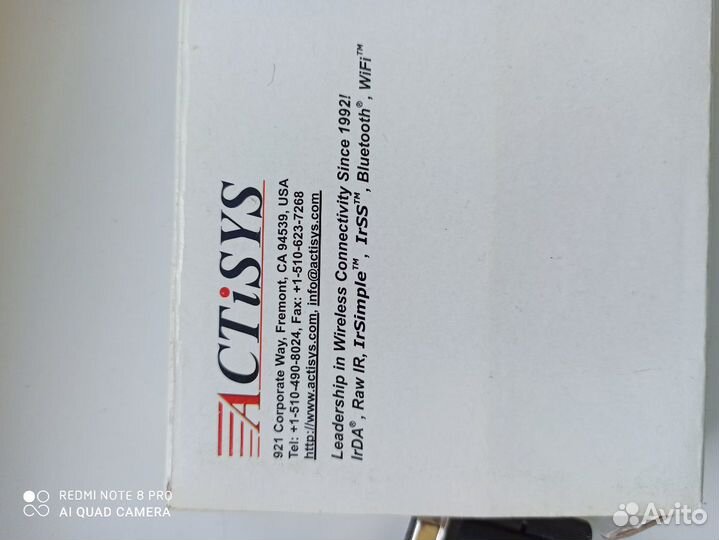 ACTiSYS
921 Corporate Way, Fremont, CA 94539, USA
Tel: +1-510-490-8024, Fax: +1-510-623-7268
http://www.actisys.com, info@actisys.com
Leadership in Wireless Connectivity Since 1992!
IrDA®, Raw IR, IrSimple™, IrSS™, Bluetooth®, WiFi™
REDMI NOTE 8 PRO
AI QUAD CAMERA
Avito